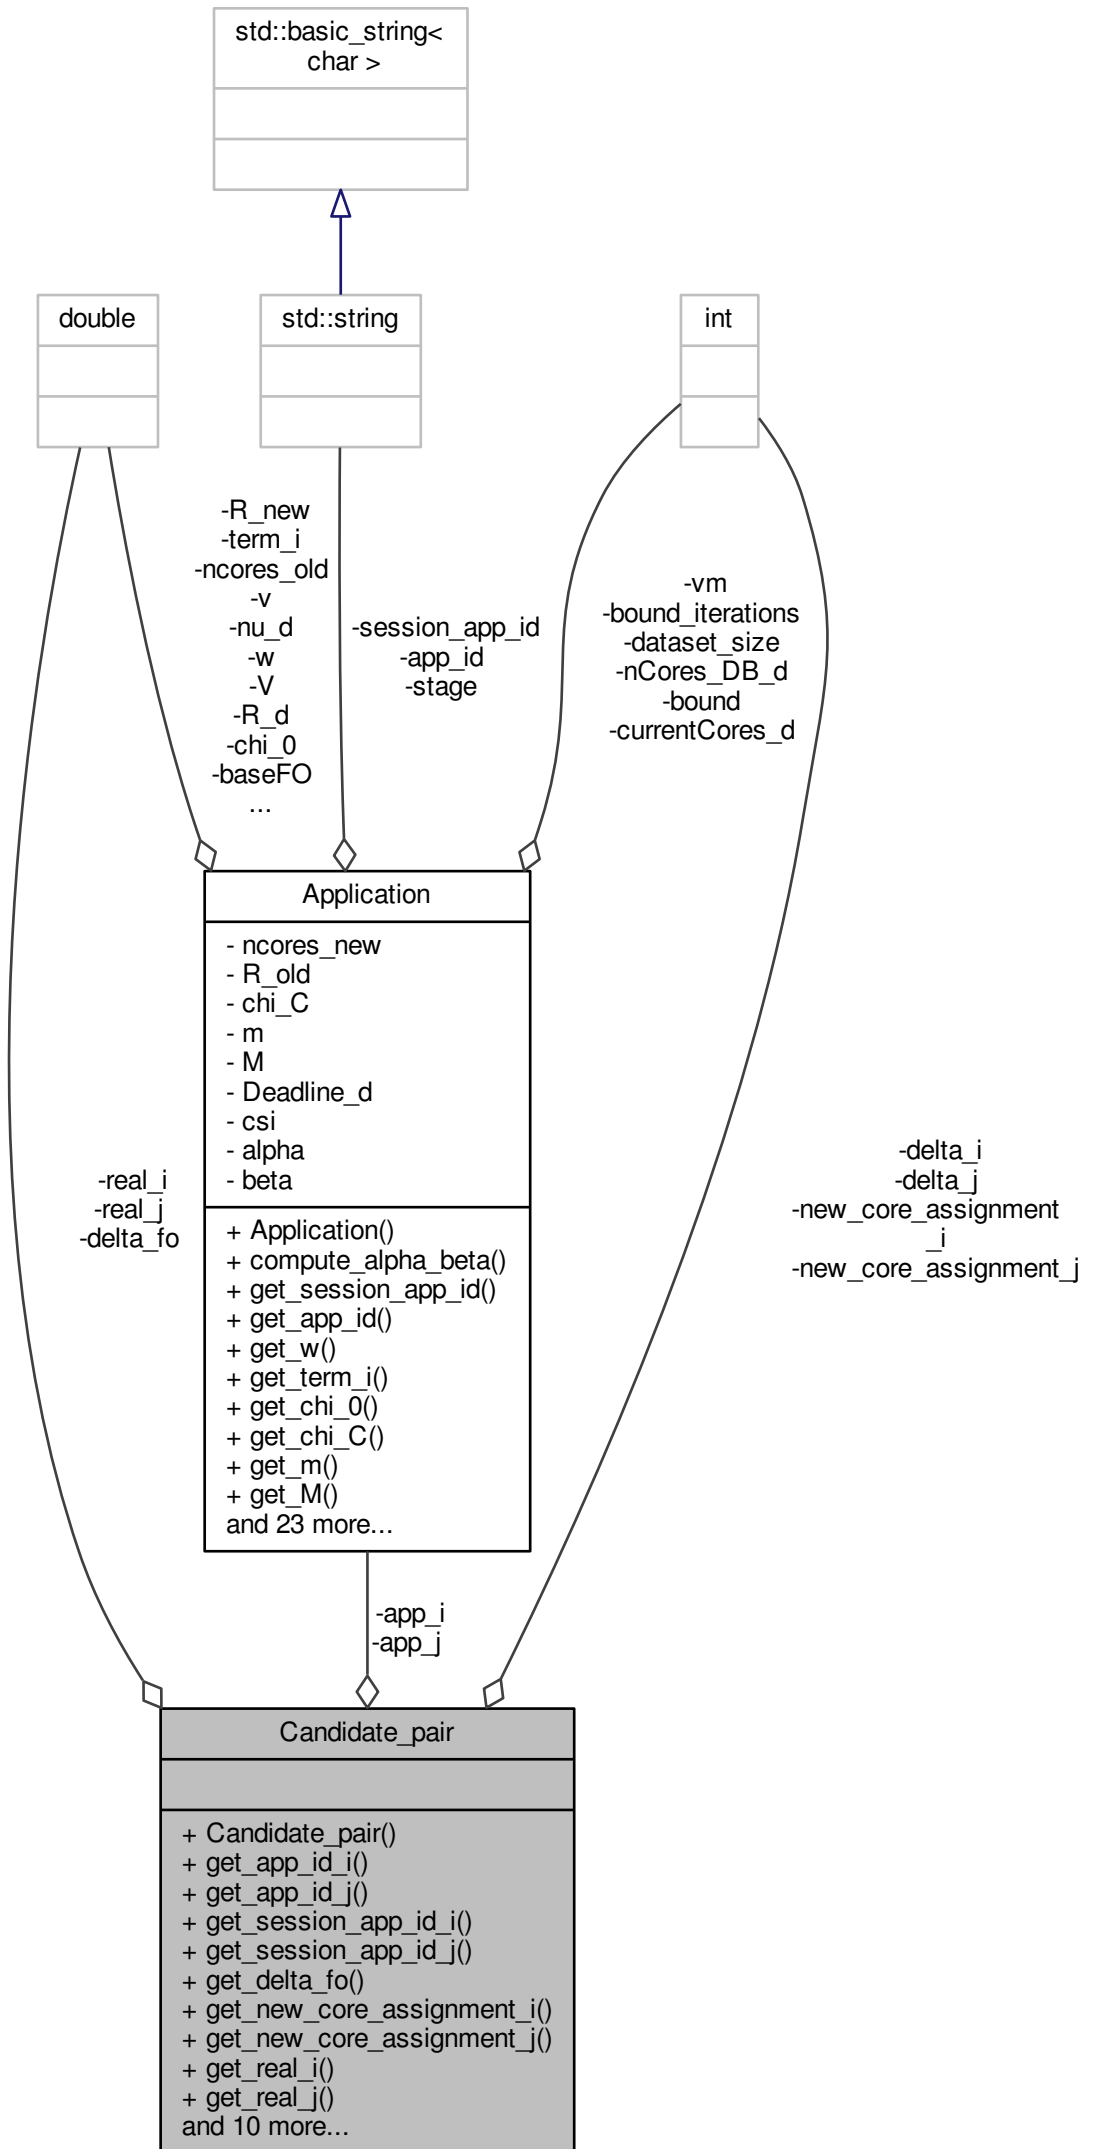 std::basic_string<
char >
double
std::string
int
-R_new
-term_i
-ncores_old
-v
-nu_d
-w
-V
-R_d
-chi_0
-baseFO
...
-session_app_id
-app_id
-stage
-vm
-bound_iterations
-dataset_size
-nCores_DB_d
-bound
-currentCores_d
Application
- ncores_new
- R_old
- chi_C
- m
- M
- Deadline_d
- csi
- alpha
- beta
+ Application()
+ compute_alpha_beta()
+ get_session_app_id()
+ get_app_id()
+ get_w()
+ get_term_i()
+ get_chi_0()
+ get_chi_C()
+ get_m()
+ get_M()
and 23 more...
-real_i
-real_j
-delta_fo
-delta_i
-delta_j
-new_core_assignment
_i
-new_core_assignment_j
-app_i
-app_j
Candidate_pair
+ Candidate_pair()
+ get_app_id_i()
+ get_app_id_j()
+ get_session_app_id_i()
+ get_session_app_id_j()
+ get_delta_fo()
+ get_new_core_assignment_i()
+ get_new_core_assignment_j()
+ get_real_i()
+ get_real_j()
and 10 more...